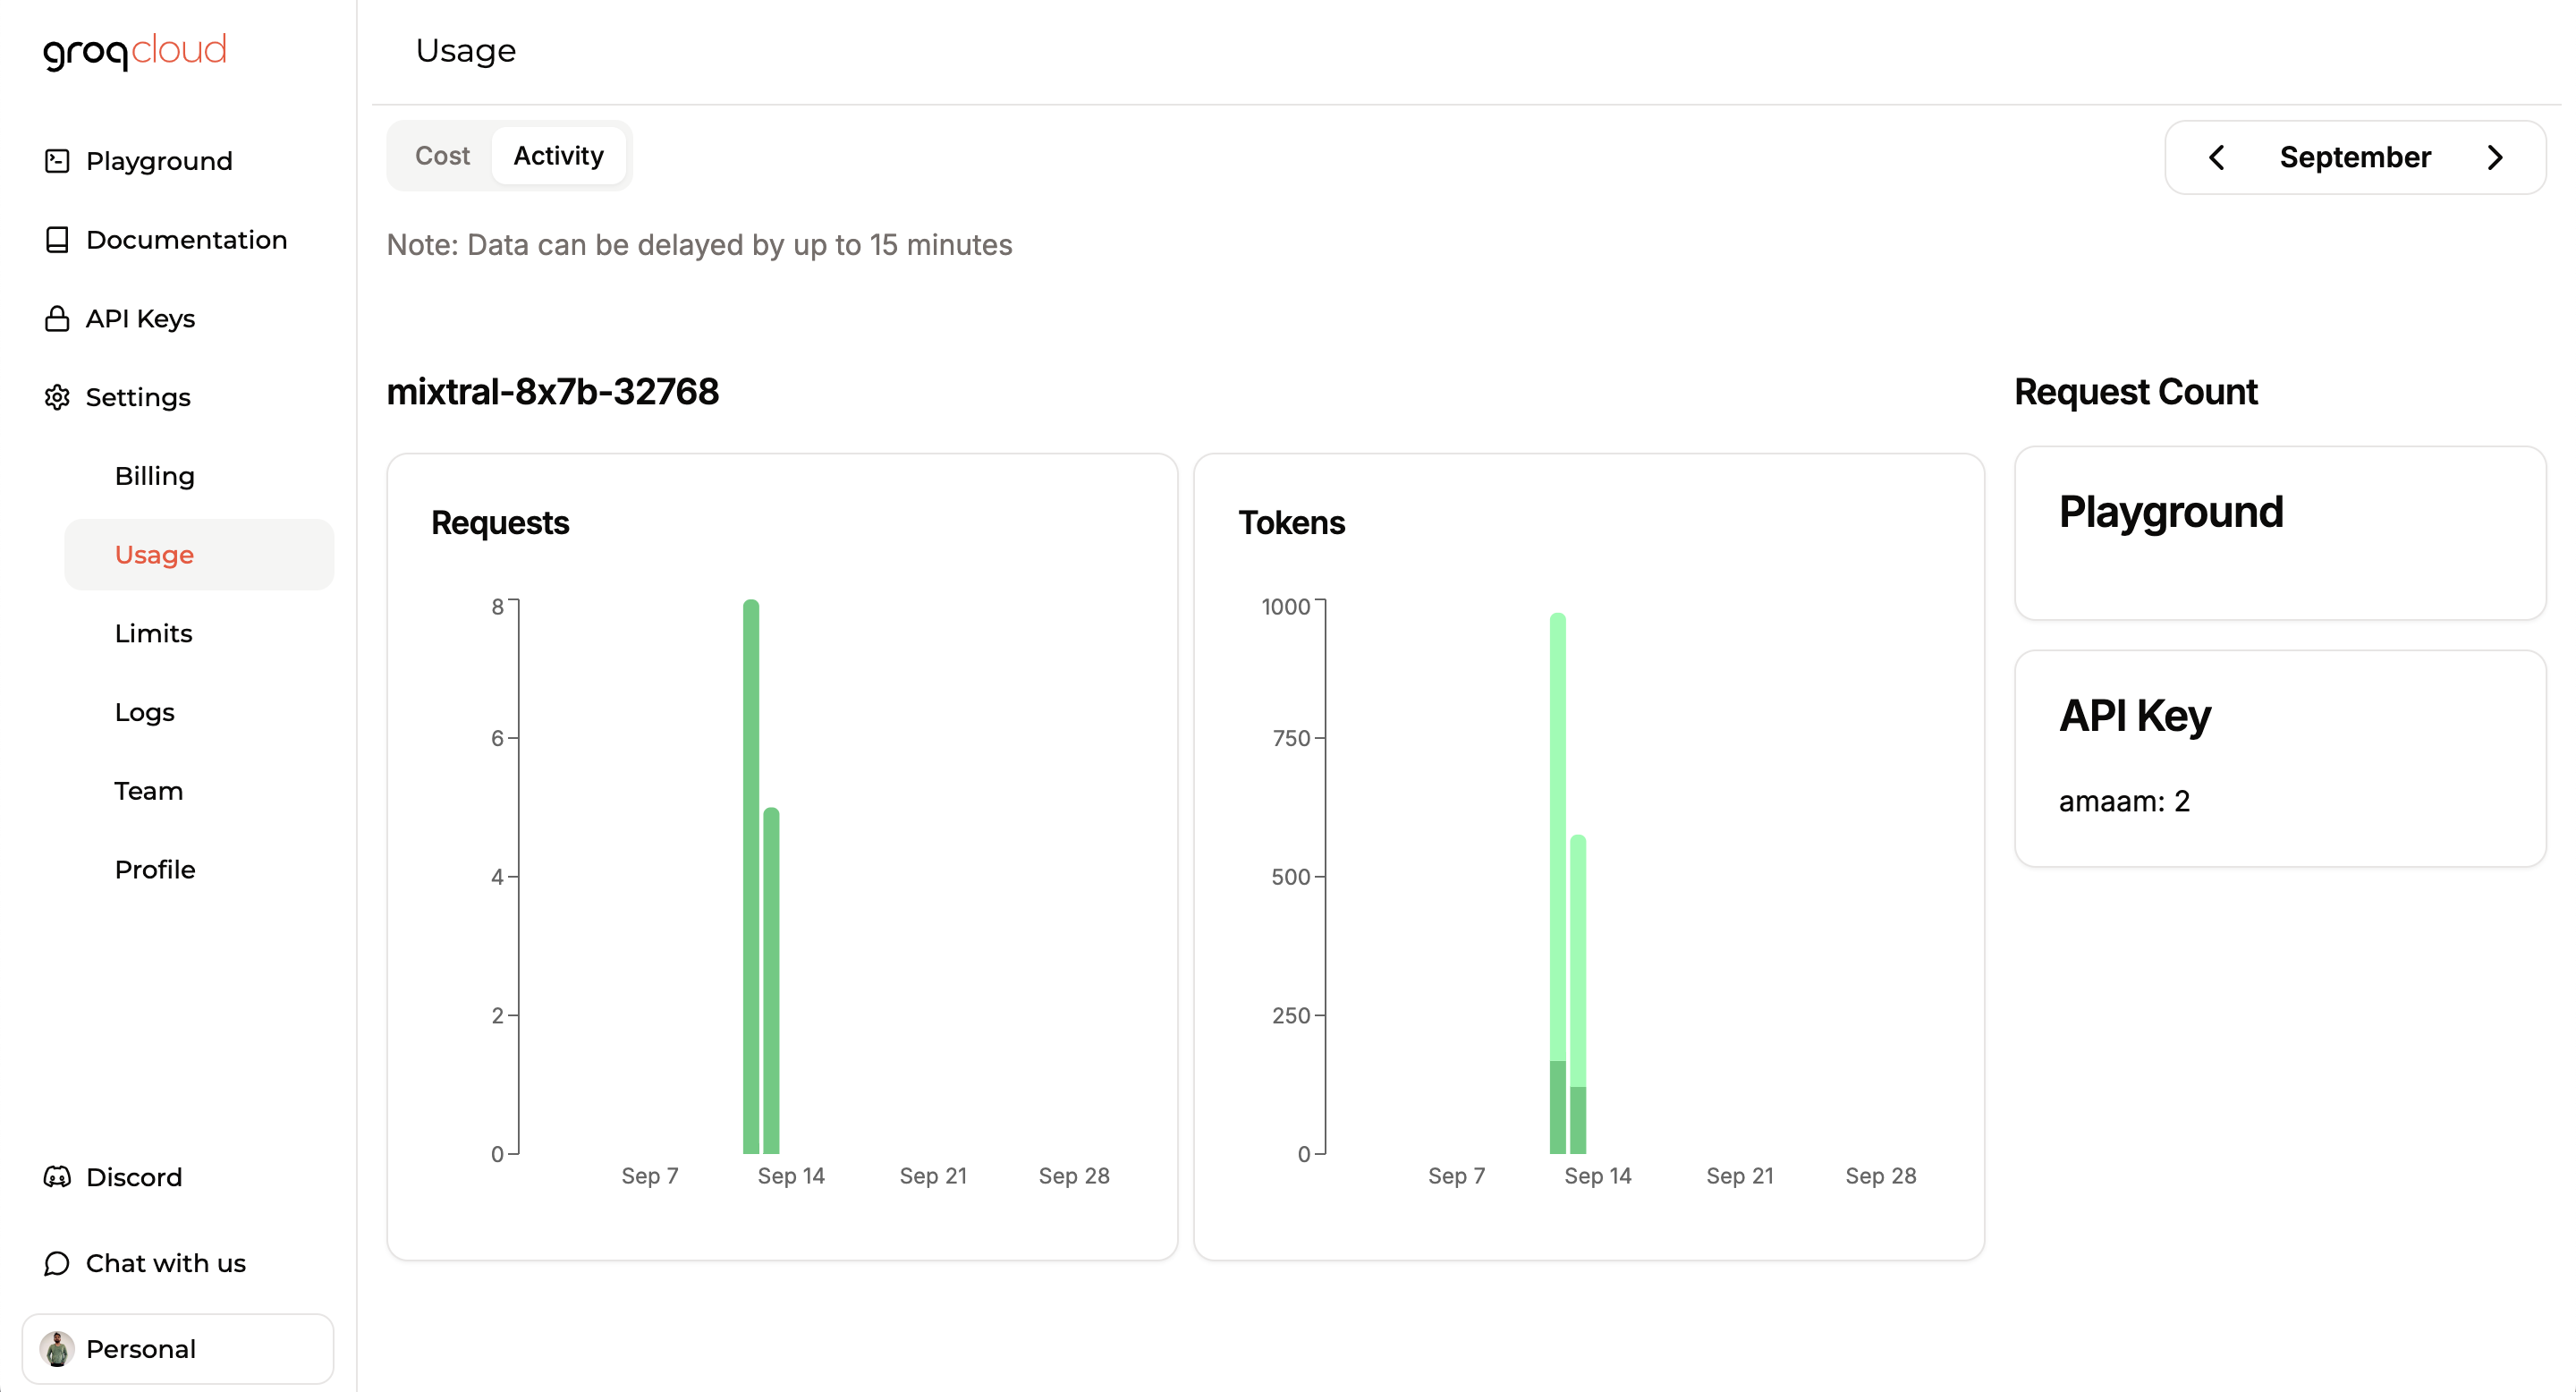 groqcloud
Playground
Documentation
API Keys
Settings
Billing
Usage
Limits
Logs
Team
Profile
Discord
Chat with us
Personal
Usage
Cost
Activity
September
Note: Data can be delayed by up to 15 minutes
mixtral-8x7b-32768
Requests
8
6
4
2
0
Sep 7
Sep 14
Sep 21
Sep 28
Tokens
1000
750
500
250
0
Sep 7
Sep 14
Sep 21
Sep 28
Request Count
Playground
API Key
amaam: 2